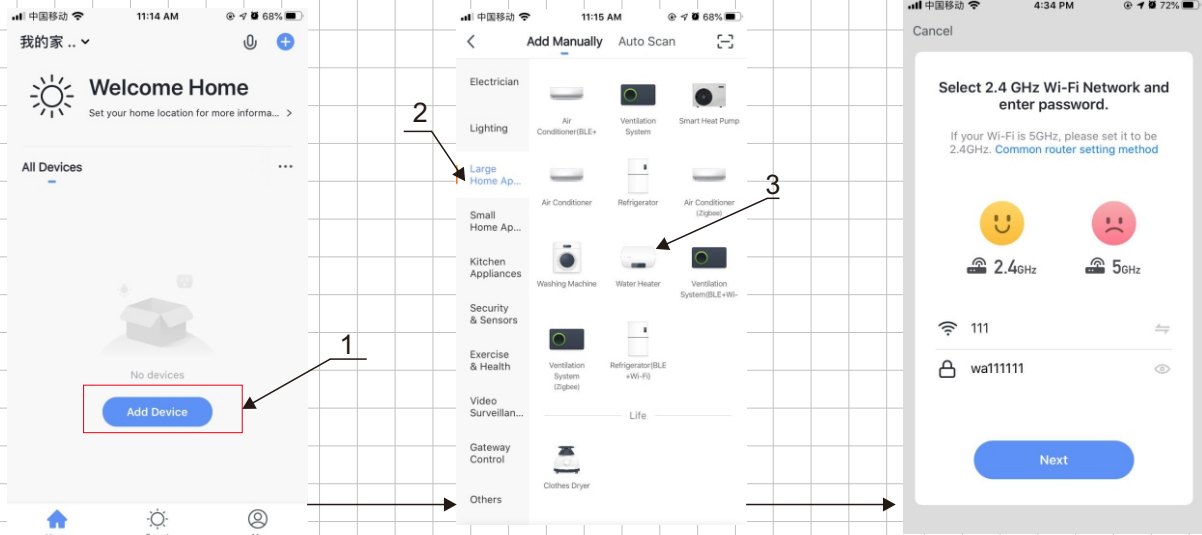 中国移动 11:14 AM 68%
我的家 ..
Welcome Home
Set your home location for more informa... >
All Devices
...
No devices
Add Device
1
中国移动 11:15 AM 68%
Add Manually Auto Scan
Electrician
Lighting
Large
Home Ap...
Small
Home Ap...
Kitchen
Appliances
Security
& Sensors
Exercise
& Health
Video
Surveillan...
Gateway
Control
Others
2
Air
Conditioner(BLE+
Ventilation
System
Smart Heat Pump
Air Conditioner
Refrigerator
Air Conditioner
(Zigbee)
3
Washing Machine
Water Heater
Ventilation
System(BLE+Wi-
Ventilation
System
(Zigbee)
Refrigerator(BLE
+Wi-Fi)
Life
Clothes Dryer
中国移动 4:34 PM 72%
Cancel
Select 2.4 GHz Wi-Fi Network and
enter password.
If your Wi-Fi is 5GHz, please set it to be
2.4GHz. Common router setting method
2.4GHz
5GHz
111
wa111111
Next